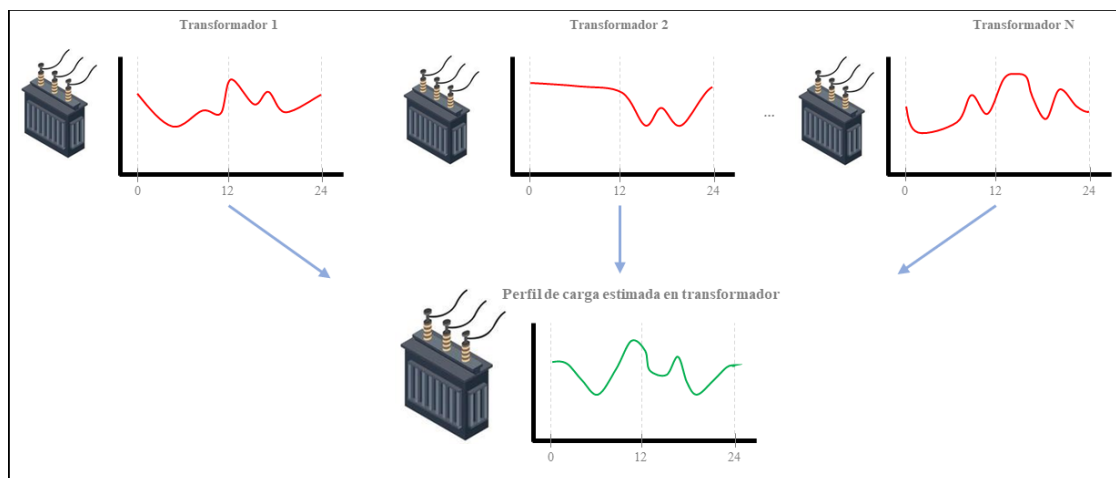 Transformador 1
Transformador 2
Transformador N
...
0 12 24
0 12 24
0 12 24
Perfil de carga estimada en transformador
0 12 24